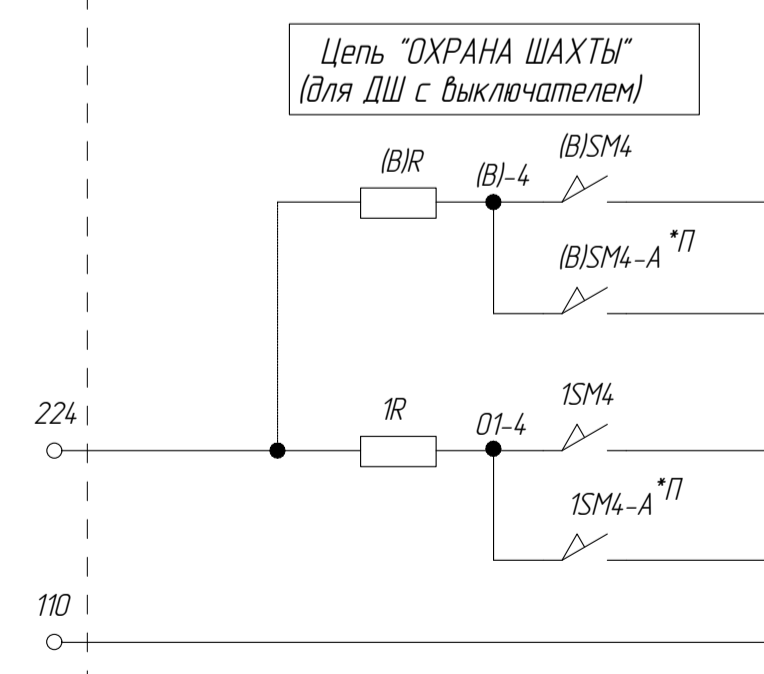 Цепь "ОХРАНА ШАХТЫ"
(для ДШ с выключателем)
(В)R
(В)-4
(В)SM4
(В)SM4-А *П
224
1R
01-4
1SM4
1SM4-А *П
110